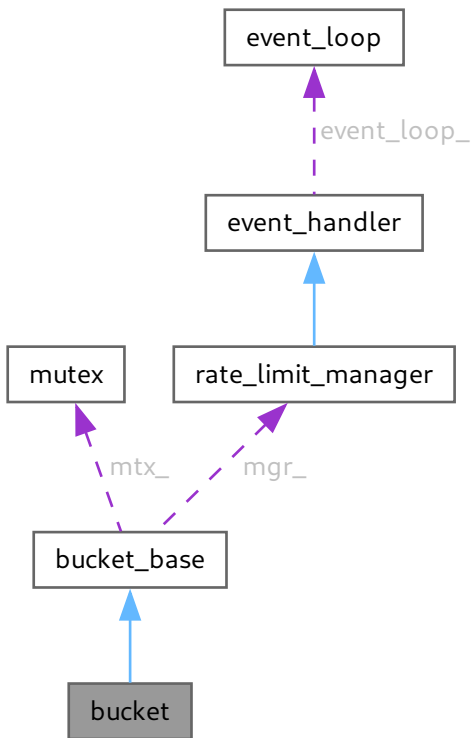 event_loop
event_loop_
event_handler
mutex
rate_limit_manager
mtx_
mgr_
bucket_base
bucket